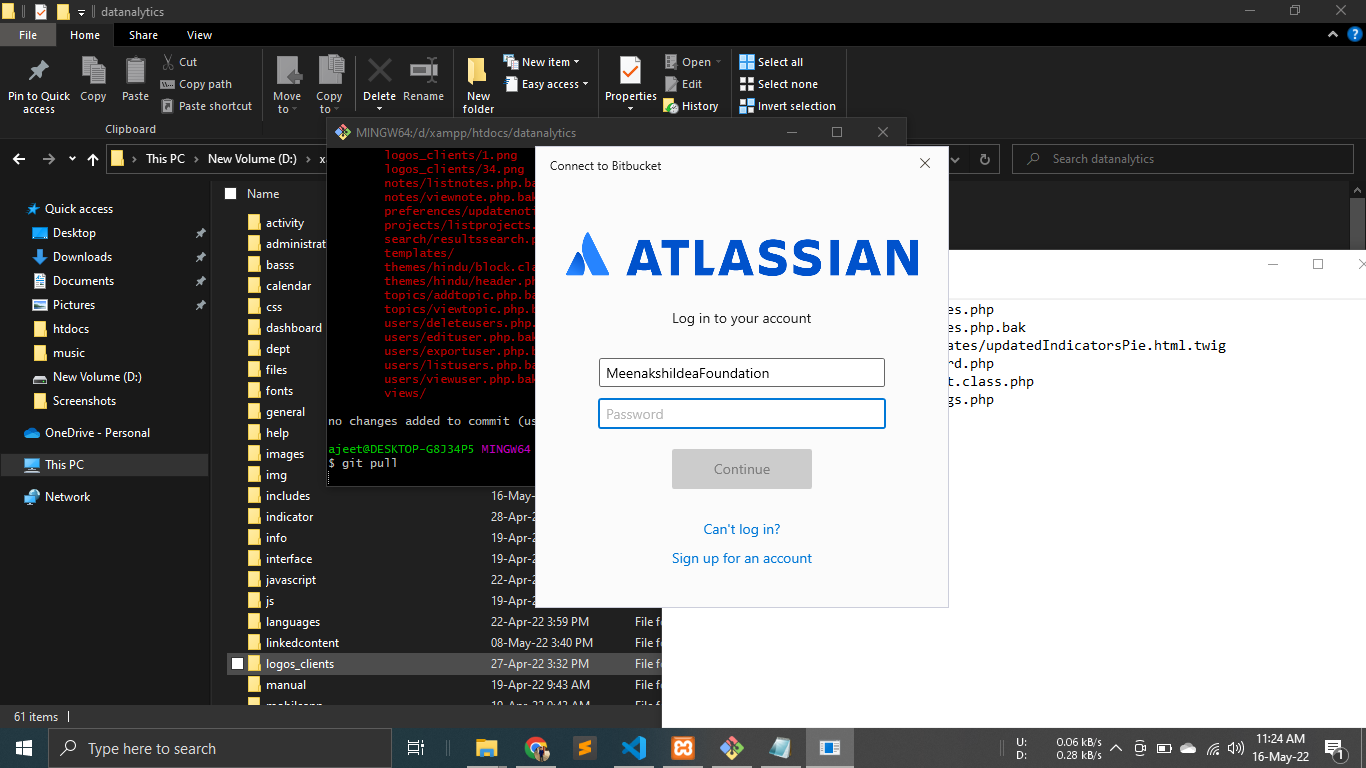 datanalytics
File
Home
Share
View
Pin to Quick access
Copy
Paste
Cut
Copy path
Paste shortcut
Clipboard
Move to
Copy to
Delete
Rename
New folder
New item
Easy access
Properties
Open
Edit
History
Select all
Select none
Invert selection
This PC
New Volume (D:)
x
Search datanalytics
Quick access
Desktop
Downloads
Documents
Pictures
htdocs
music
New Volume (D:)
Screenshots
OneDrive - Personal
This PC
Network
Name
activity
administrat
basss
calendar
css
dashboard
dept
files
fonts
general
help
images
img
includes 16-May-
indicator 28-Apr-2
info 19-Apr-2
interface 19-Apr-2
javascript 22-Apr-2
js 19-Apr-2
languages 22-Apr-22 3:59 PM File f
linkedcontent 08-May-22 3:40 PM File f
logos_clients 27-Apr-22 3:32 PM File f
manual 19-Apr-22 9:43 AM File f
61 items
MINGW64:/d/xampp/htdocs/datanalytics
logos_clients/1.png
logos_clients/34.png
notes/listnotes.php.ba
notes/viewnote.php.bak
preferences/updatenoti
projects/listprojects.
search/resultssearch.p
templates/
themes/hindu/block.cla
themes/hindu/header.ph
topics/addtopic.php.ba
topics/viewtopic.php.b
users/deleteusers.php.
users/edituser.php.bak
users/exportuser.php.b
users/listusers.php.ba
users/viewuser.php.bak
views/
no changes added to commit (us
ajeet@DESKTOP-G8J34P5 MINGW64
$ git pull
Connect to Bitbucket
ATLASSIAN
Log in to your account
MeenakshiIdeaFoundation
Password
Continue
Can't log in?
Sign up for an account
es.php
es.php.bak
ates/updatedIndicatorsPie.html.twig
rd.php
t.class.php
gs.php
Type here to search
U: 0.06 kB/s
D: 0.28 kB/s
11:24 AM
16-May-22
1